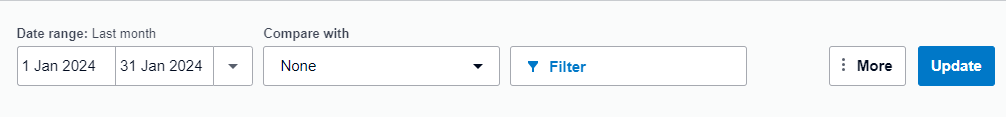 Date range: Last month
Compare with
1 Jan 2024 31 Jan 2024
None
Filter
More
Update